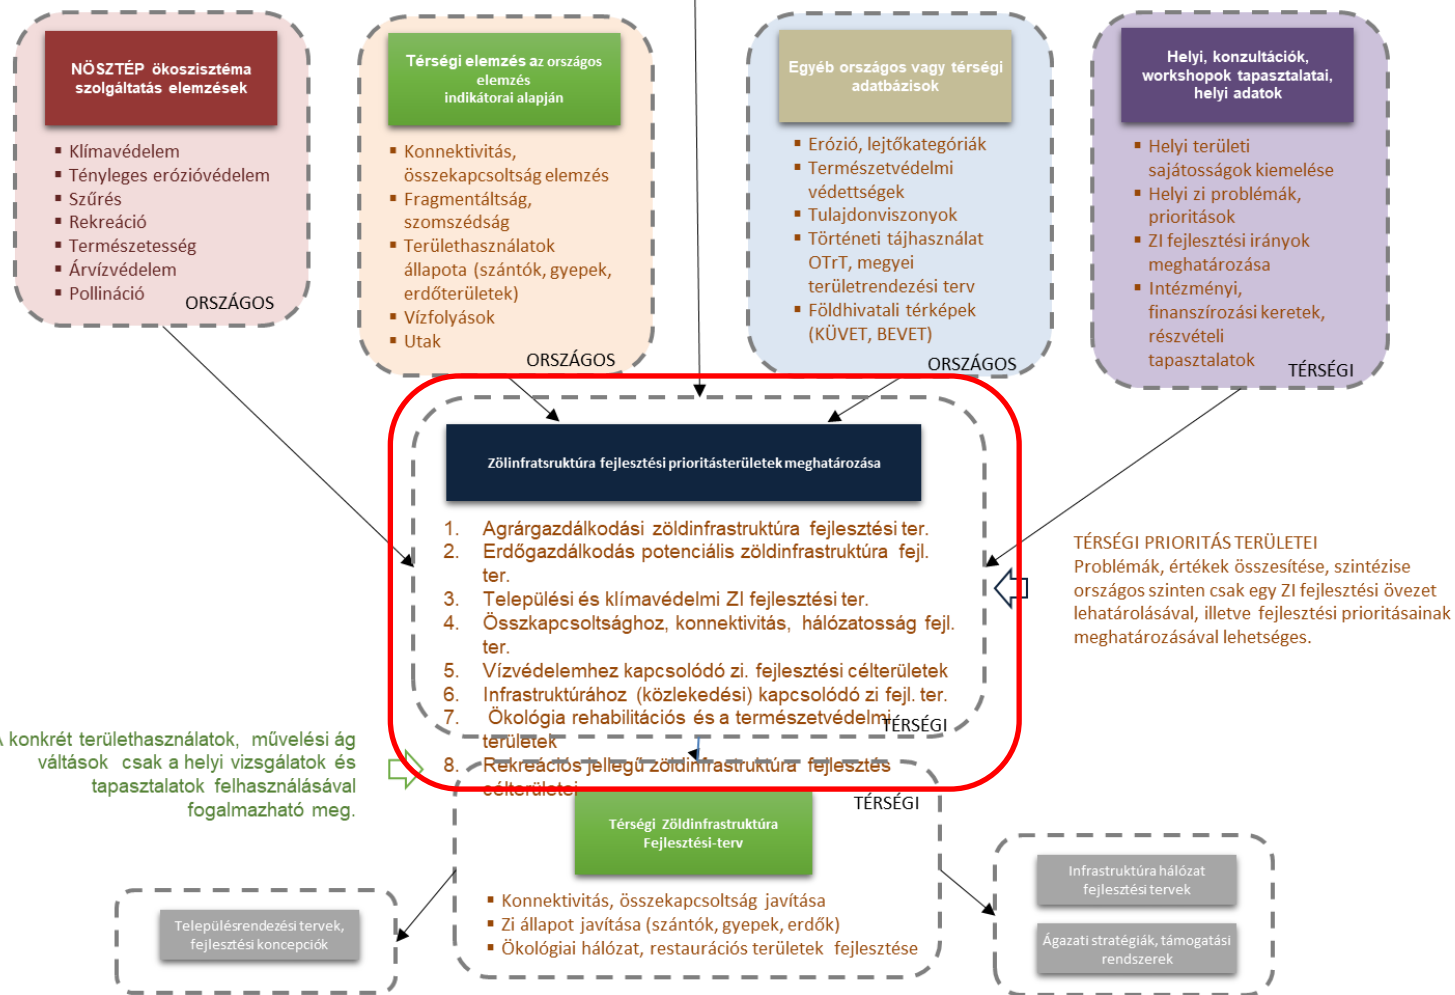 NÖSZTÉP ökoszisztéma
szolgáltatás elemzések
▪ Klímavédelem
▪ Tényleges erózióvédelem
▪ Szűrés
▪ Rekreáció
▪ Természetesség
▪ Árvízvédelem
▪ Pollináció
ORSZÁGOS
Térségi elemzés az országos
elemzés
indikátorai alapján
▪ Konnektivitás,
összekapcsoltság elemzés
▪ Fragmentáltság,
szomszédság
▪ Területhasználatok
állapota (szántók, gyepek,
erdőterületek)
▪ Vízfolyások
▪ Utak
ORSZÁGOS
Egyéb országos vagy térségi
adatbázisok
▪ Erózió, lejtőkategóriák
▪ Természetvédelmi
védettségek
▪ Tulajdonviszonyok
▪ Történeti tájhasználat
OTrT, megyei
területrendezési terv
▪ Földhivatali térképek
(KÜVET, BEVET)
ORSZÁGOS
Helyi, konzultációk,
workshopok tapasztalatai,
helyi adatok
▪ Helyi területi
sajátosságok kiemelése
▪ Helyi zi problémák,
prioritások
▪ ZI fejlesztési irányok
meghatározása
▪ Intézményi,
finanszírozási keretek,
részvételi
tapasztalatok
TÉRSÉGI
Zölinfratsruktúra fejlesztési prioritásterületek meghatározása
1. Agrárgazdálkodási zöldinfrastruktúra fejlesztési ter.
2. Erdőgazdálkodás potenciális zöldinfrastruktúra fejl.
ter.
3. Települési és klímavédelmi ZI fejlesztési ter.
4. Összkapcsoltsághoz, konnektivitás, hálózatosság fejl.
ter.
5. Vízvédelemhez kapcsolódó zi. fejlesztési célterületek
6. Infrastruktúrához (közlekedési) kapcsolódó zi fejl. ter.
7. Ökológia rehabilitációs és a természetvédelmi
területek
8. Rekreációs jellegű zöldinfrastruktúra fejlesztés
célterületei
TÉRSÉGI
TÉRSÉGI PRIORITÁS TERÜLETEI
Problémák, értékek összesítése, szintézise
országos szinten csak egy ZI fejlesztési övezet
lehatárolásával, illetve fejlesztési prioritásainak
meghatározásával lehetséges.
A konkrét területhasználatok, művelési ág
váltások csak a helyi vizsgálatok és
tapasztalatok felhasználásával
fogalmazható meg.
TÉRSÉGI
Térségi Zöldinfrastruktúra
Fejlesztési-terv
▪ Konnektivitás, összekapcsoltság javítása
▪ Zi állapot javítása (szántók, gyepek, erdők)
▪ Ökológiai hálózat, restaurációs területek fejlesztése
Településrendezési tervek,
fejlesztési koncepciók
Infrastruktúra hálózat
fejlesztési tervek
Ágazati stratégiák, támogatási
rendszerek